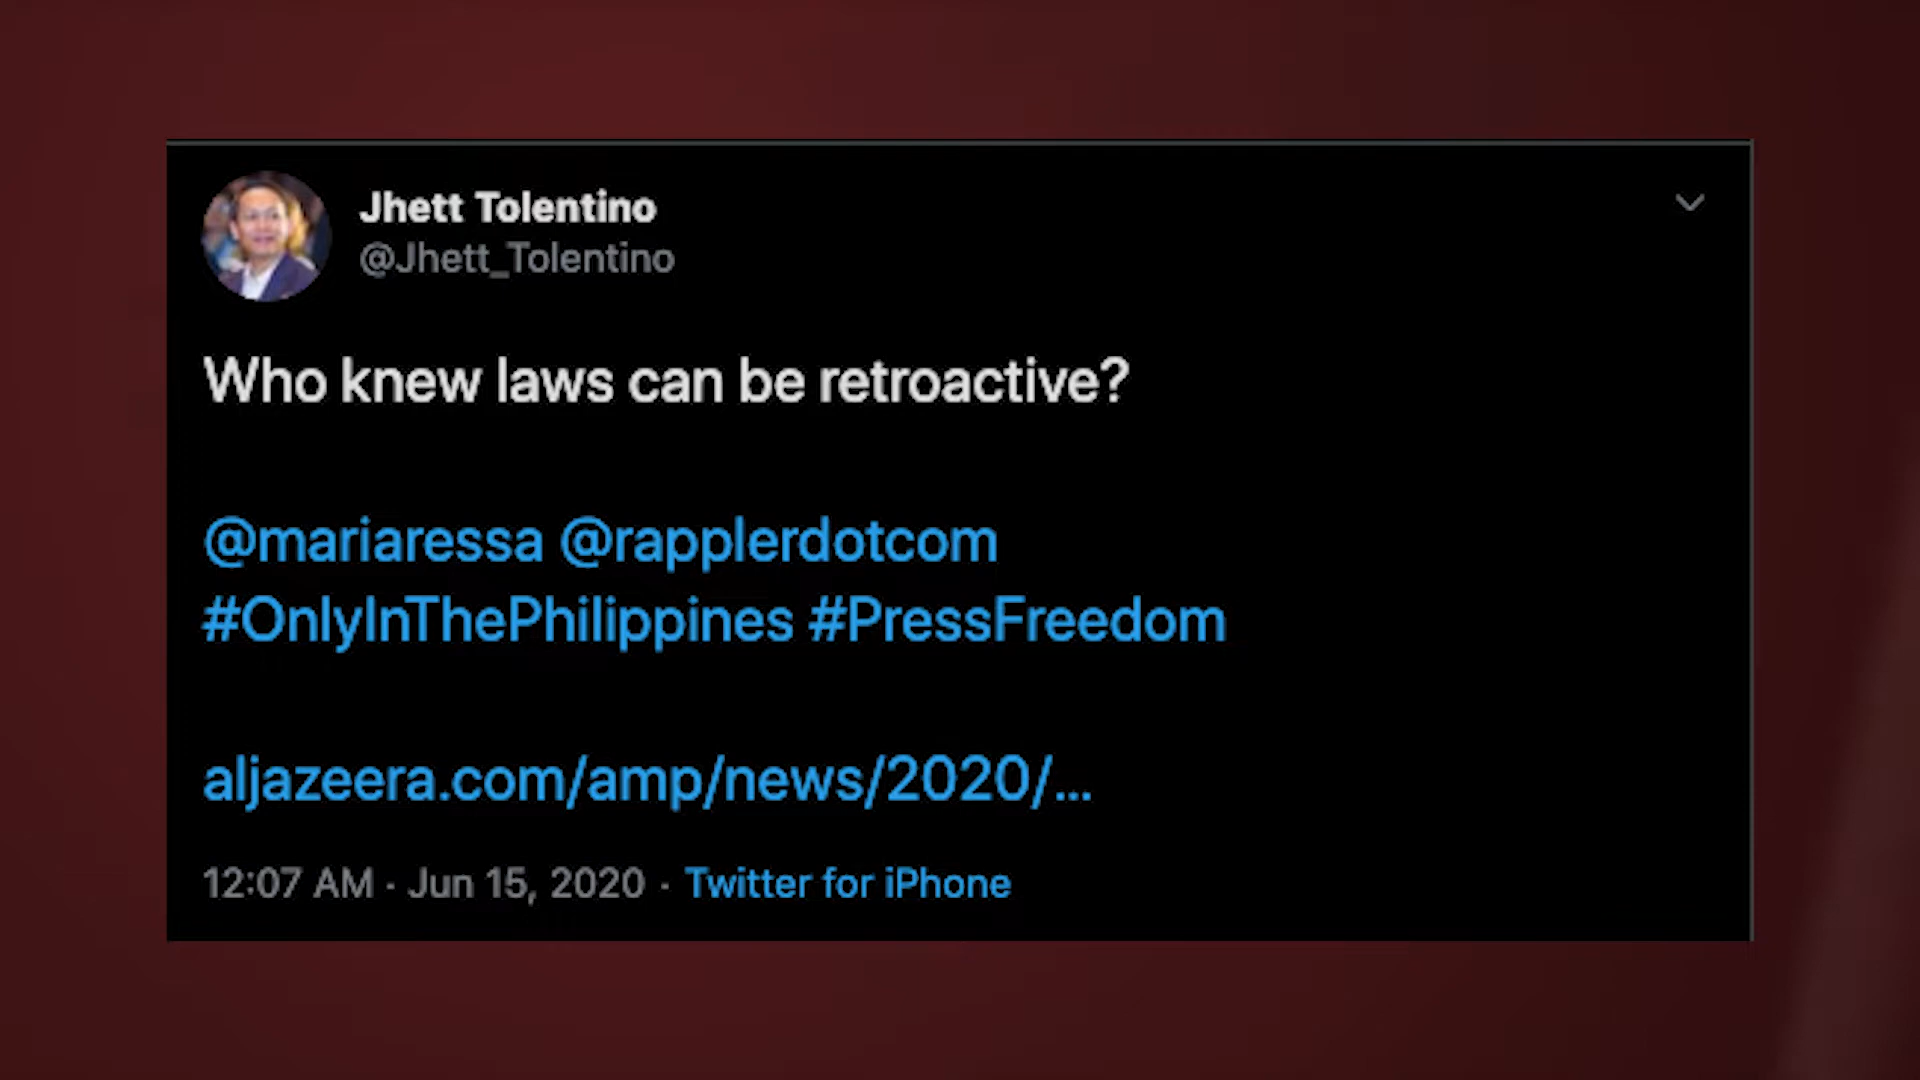 Jhett Tolentino
@Jhett_Tolentino
Who knew laws can be retroactive?
@mariaressa @rapplerdotcom
#OnlyInThePhilippines #PressFreedom
aljazeera.com/amp/news/2020/...
12:07 AM · Jun 15, 2020 · Twitter for iPhone